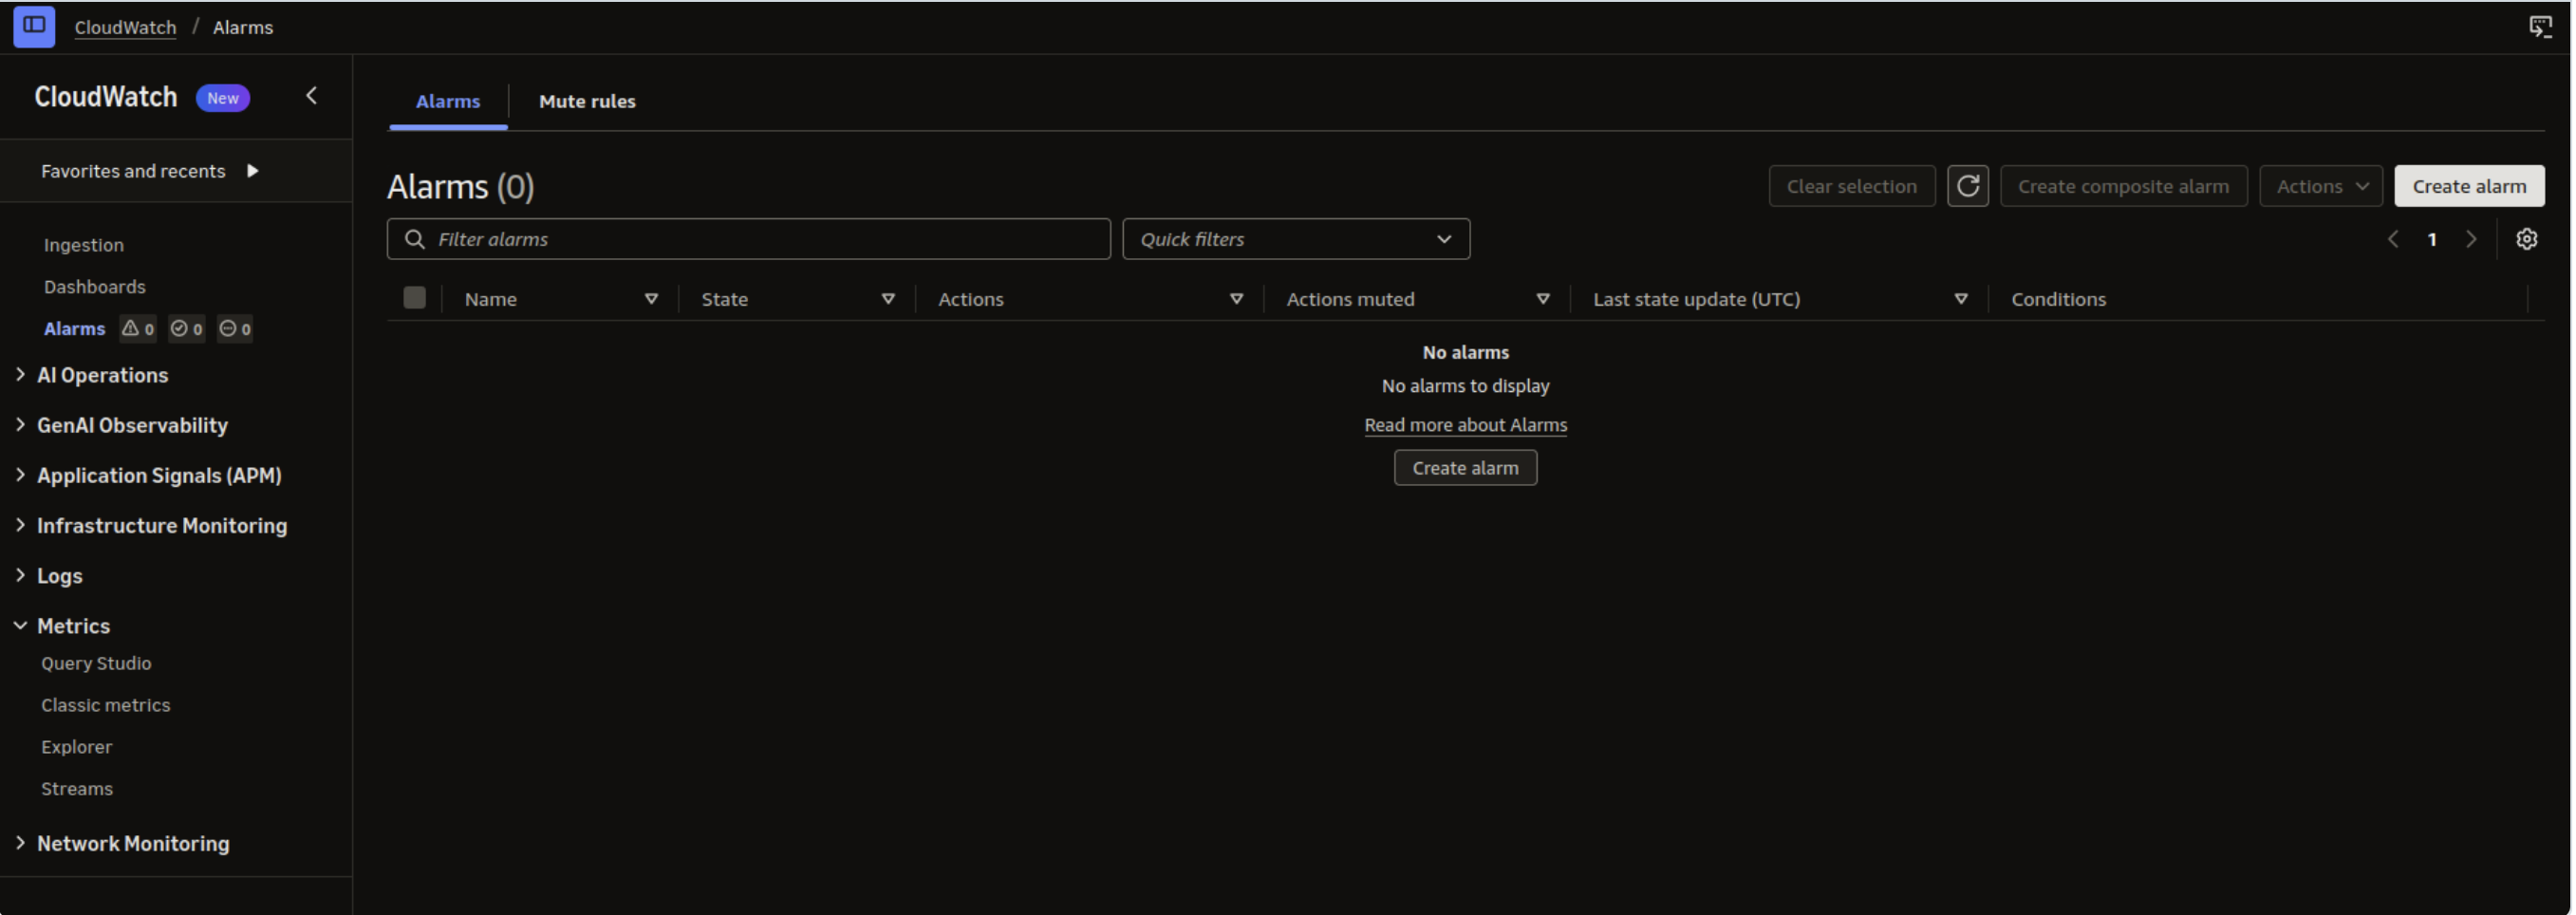 CloudWatch / Alarms
CloudWatch New
Favorites and recents
Ingestion
Dashboards
Alarms 0 0 0
AI Operations
GenAI Observability
Application Signals (APM)
Infrastructure Monitoring
Logs
Metrics
Query Studio
Classic metrics
Explorer
Streams
Network Monitoring
Alarms Mute rules
Alarms (0) Clear selection Create composite alarm Actions Create alarm
Filter alarms Quick filters 1
Name State Actions Actions muted Last state update (UTC) Conditions
No alarms
No alarms to display
Read more about Alarms
Create alarm